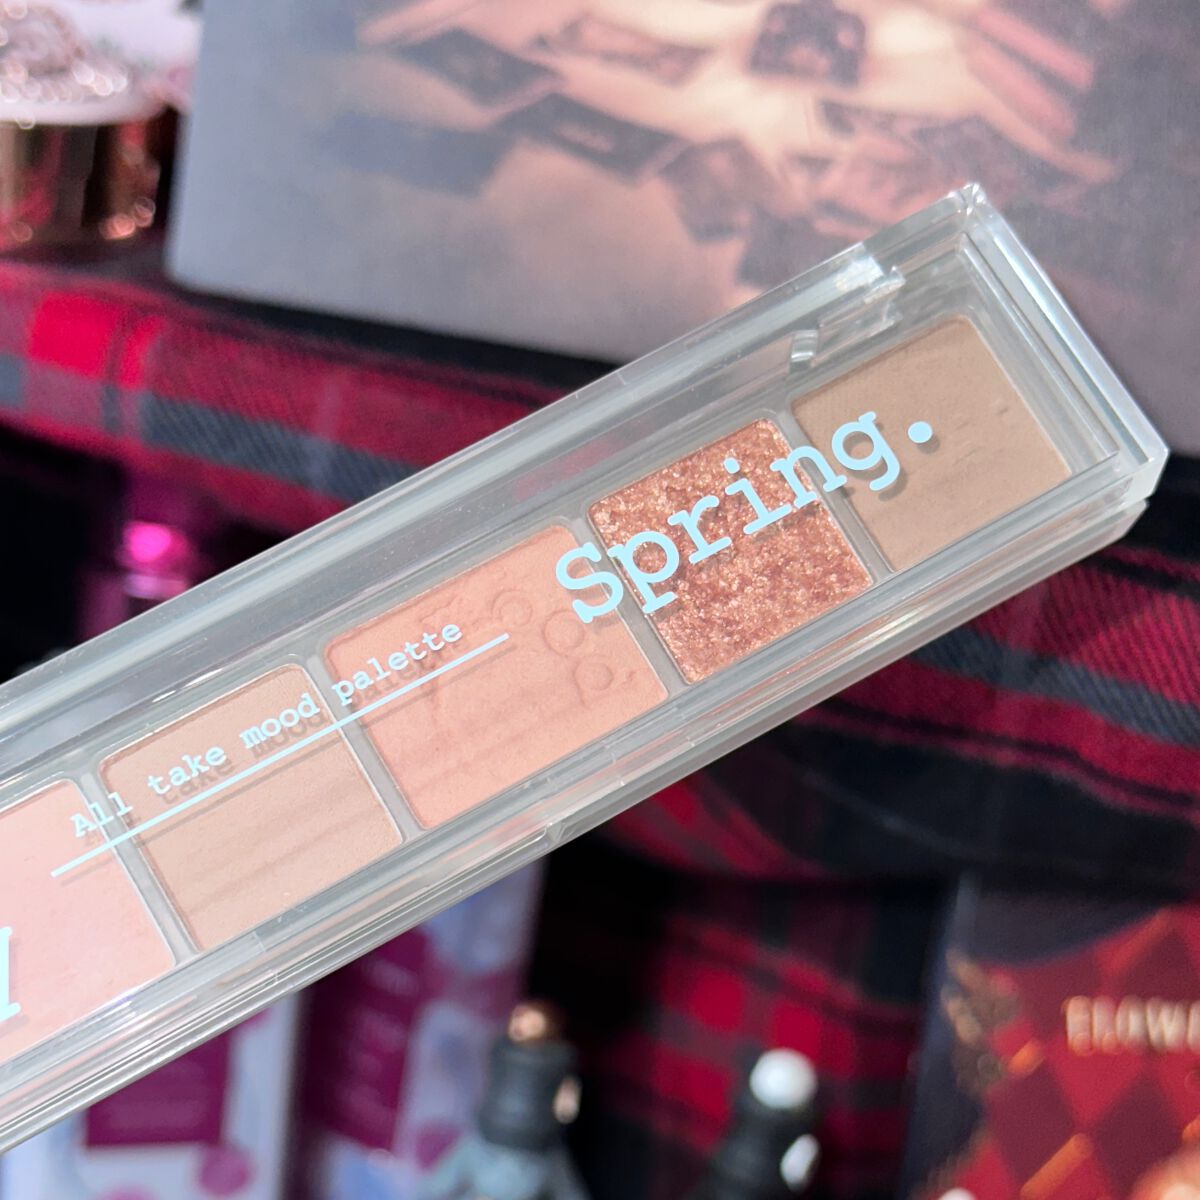 Spring.
All take mood palette